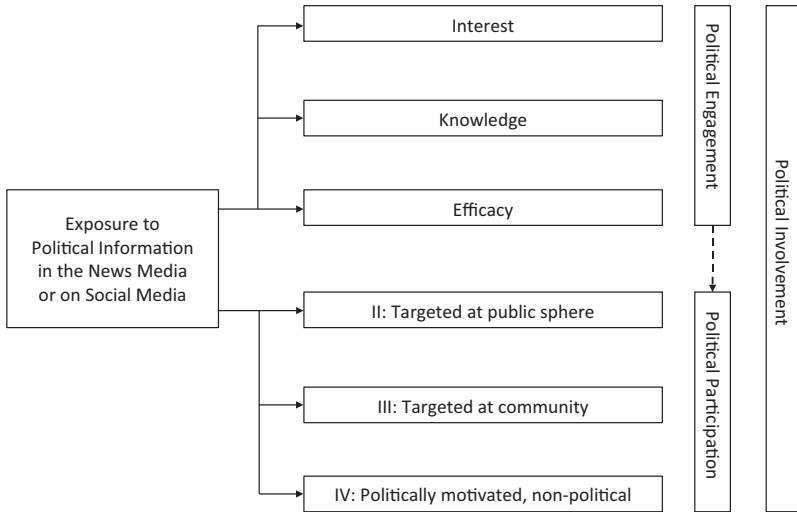 Interest
Knowledge
Efficacy
Exposure to
Political Information
in the News Media
or on Social Media
II: Targeted at public sphere
III: Targeted at community
IV: Politically motivated, non-political
Political Engagement
Political Participation
Political Involvement